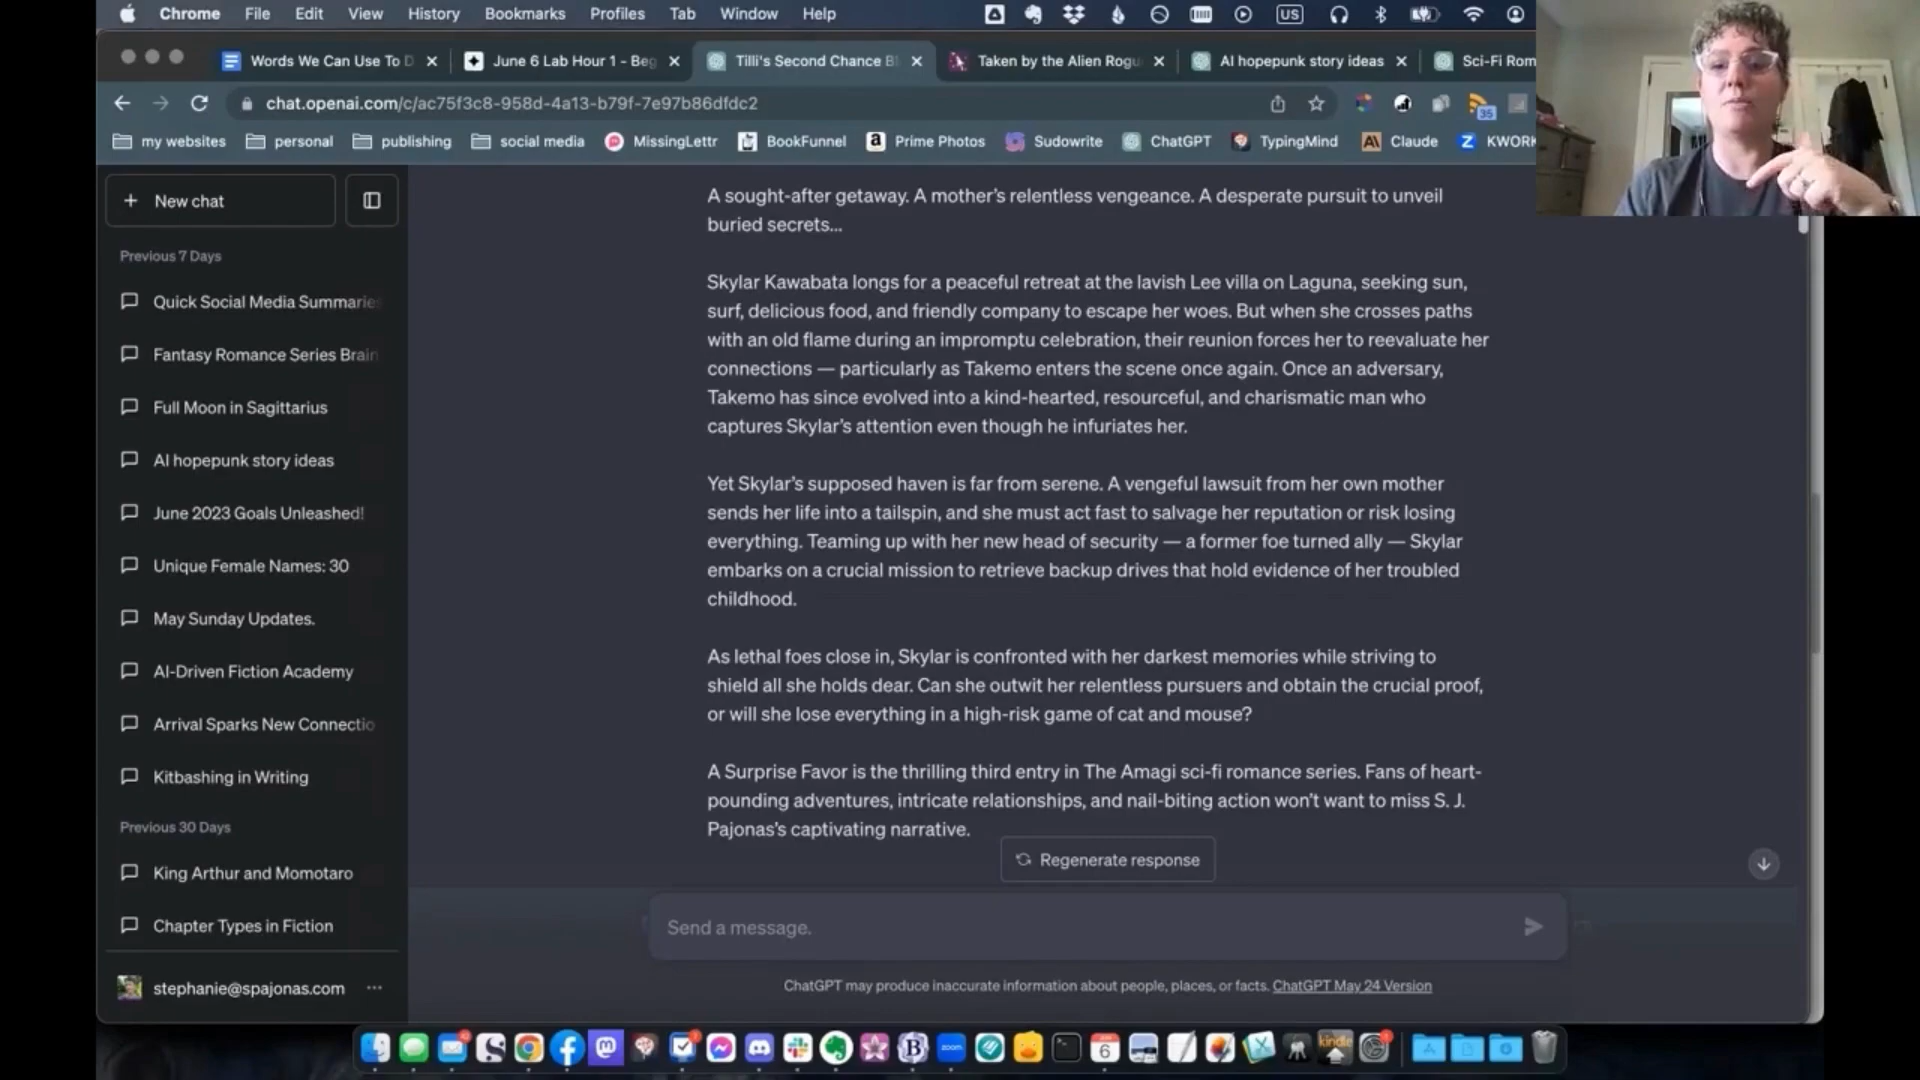 Chrome File Edit View History Bookmarks Profiles Tab Window Help US
Words We Can Use To D
June 6 Lab Hour 1 - Beg
Tilli's Second Chance B
Taken by the Alien Rogu
AI hopepunk story ideas
Sci-Fi Rom
chat.openai.com/c/ac75f3c8-958d-4a13-b79f-7e97b86dfdc2
35
my websites personal publishing social media MissingLettr BookFunnel Prime Photos Sudowrite ChatGPT TypingMind Claude KWORK
New chat
Previous 7 Days
Quick Social Media Summaries
Fantasy Romance Series Brain
Full Moon in Sagittarius
AI hopepunk story ideas
June 2023 Goals Unleashed!
Unique Female Names: 30
May Sunday Updates.
AI-Driven Fiction Academy
Arrival Sparks New Connectio
Kitbashing in Writing
Previous 30 Days
King Arthur and Momotaro
Chapter Types in Fiction
stephanie@spajonas.com
A sought-after getaway. A mother's relentless vengeance. A desperate pursuit to unveil
buried secrets...
Skylar Kawabata longs for a peaceful retreat at the lavish Lee villa on Laguna, seeking sun,
surf, delicious food, and friendly company to escape her woes. But when she crosses paths
with an old flame during an impromptu celebration, their reunion forces her to reevaluate her
connections — particularly as Takemo enters the scene once again. Once an adversary,
Takemo has since evolved into a kind-hearted, resourceful, and charismatic man who
captures Skylar's attention even though he infuriates her.
Yet Skylar's supposed haven is far from serene. A vengeful lawsuit from her own mother
sends her life into a tailspin, and she must act fast to salvage her reputation or risk losing
everything. Teaming up with her new head of security — a former foe turned ally — Skylar
embarks on a crucial mission to retrieve backup drives that hold evidence of her troubled
childhood.
As lethal foes close in, Skylar is confronted with her darkest memories while striving to
shield all she holds dear. Can she outwit her relentless pursuers and obtain the crucial proof,
or will she lose everything in a high-risk game of cat and mouse?
A Surprise Favor is the thrilling third entry in The Amagi sci-fi romance series. Fans of heart-
pounding adventures, intricate relationships, and nail-biting action won't want to miss S. J.
Pajonas's captivating narrative.
Regenerate response
Send a message.
ChatGPT may produce inaccurate information about people, places, or facts. ChatGPT May 24 Version
zoom
6
kindle